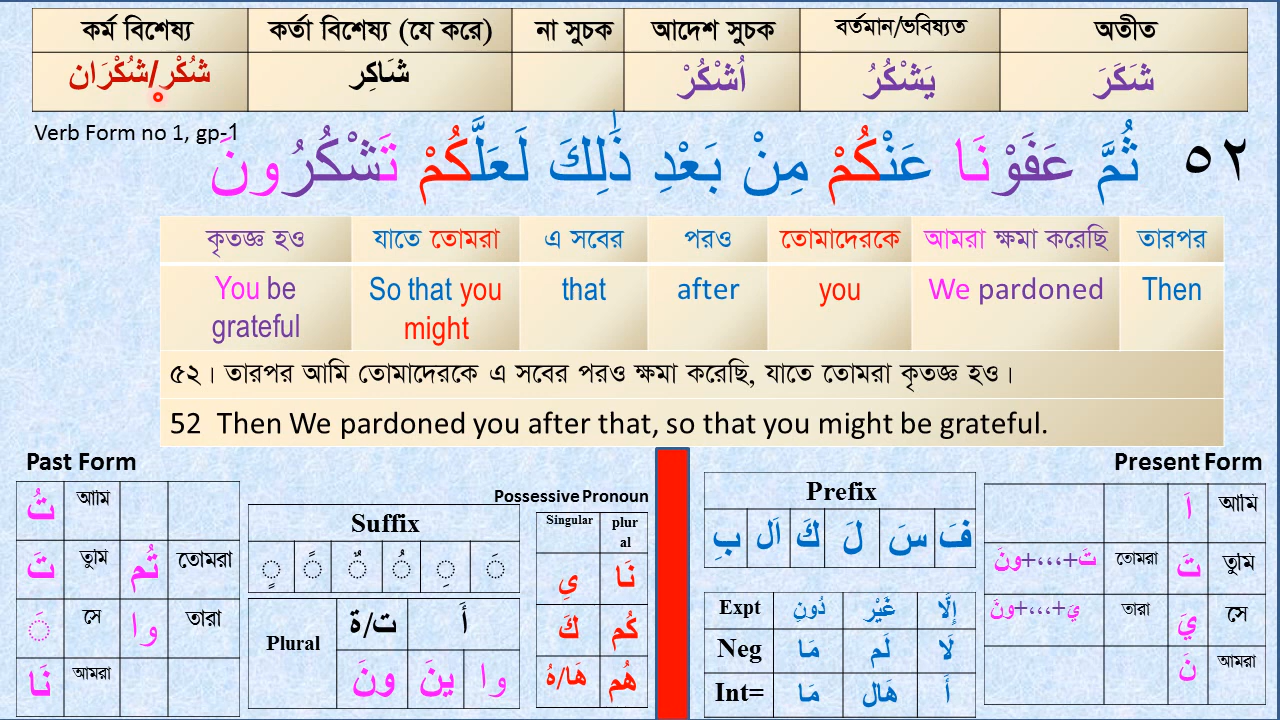 কর্ম বিশেষ্য কর্তা বিশেষ্য (যে করে) না সুচক আদেশ সুচক বর্তমান/ভবিষ্যত অতীত
شُكْر/شُكْرَان شَاكِر اُشْكُرْ يَشْكُرُ شَكَرَ
Verb Form no 1, gp-1
٥٢ ثُمَّ عَفَوْنَا عَنْكُمْ مِنْ بَعْدِ ذَٰلِكَ لَعَلَّكُمْ تَشْكُرُونَ
কৃতজ্ঞ হও যাতে তোমরা এ সবের পরও তোমাদেরকে আমরা ক্ষমা করেছি তারপর
You be grateful So that you might that after you We pardoned Then
৫২। তারপর আমি তোমাদেরকে এ সবের পরও ক্ষমা করেছি, যাতে তোমরা কৃতজ্ঞ হও।
52 Then We pardoned you after that, so that you might be grateful.
Past Form
تُ আমি
تَ তুমি تُم তোমরা
◌َ সে وا তারা
نَا আমরা
Suffix
◌ٍ ◌ً ◌ٌ ◌ُ ◌ِ ◌َ
Plural ت/ة أَ
ونَ ينَ وا
Possessive Pronoun
Singular plural
ي نَا
كَ كُم
هَا/هُ هُم
Prefix
بِ اَل كَ لَ سَ فَ
Expt دُونِ غَيْر إِلَّا
Neg مَا لَم لَا
Int= مَا هَال أَ
Present Form
اَ আমি
تَ+،،،+ونَ তোমরা تَ তুমি
يَ+،،،+ونَ তারা يَ সে
نَ আমরা